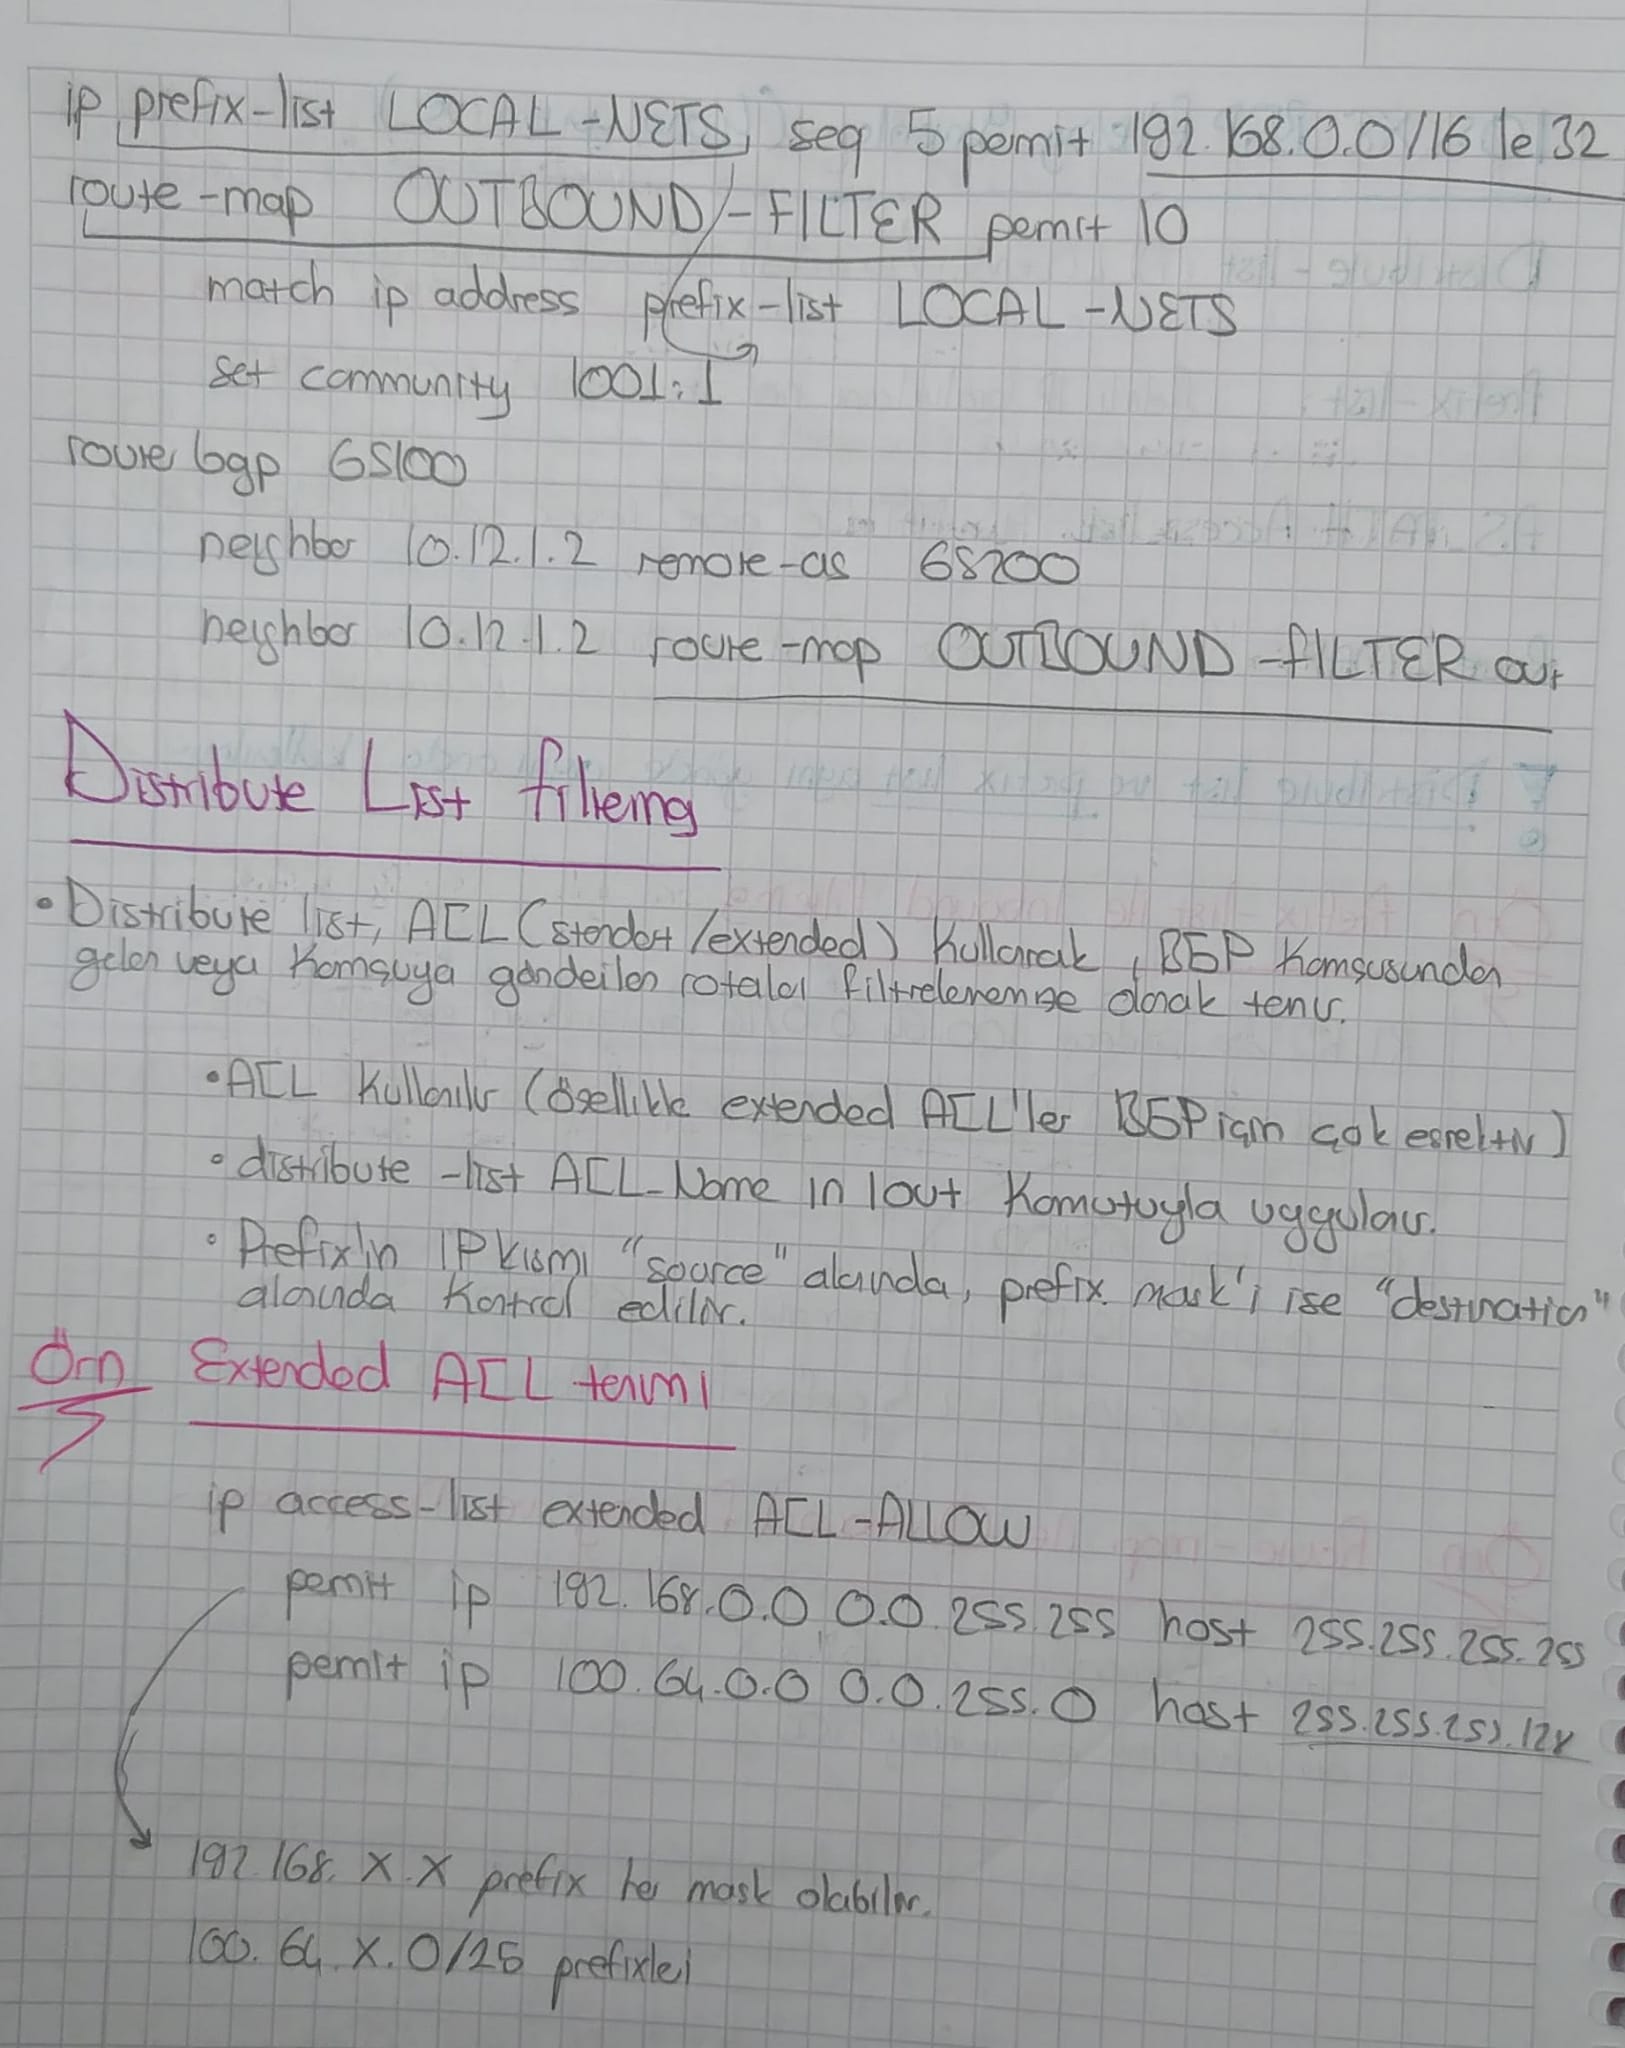 ip prefix-list LOCAL-NETS, seq 5 permit 192.168.0.0/16 le 32
route-map OUTBOUND-FILTER permit 10
match ip address prefix-list LOCAL-NETS
set community 1001:1
route bgp 65100
neighbor 10.12.1.2 remote-as 65200
neighbor 10.12.1.2 route-map OUTBOUND-FILTER out
Distribute List filtering
• Distribute list, ACL (standart/extended) kullanarak, BGP komşusundan
gelen veya komşuya gönderilen rotaları filtrelemenize olanak tanır.
• ACL kullanılır (özellikle extended ACL'ler BGP için çok esnektir)
• distribute-list ACL_Name in/out komutuyla uygulanır.
• Prefix'in IP kısmı "source" alanında, prefix mask'i ise "destination"
alanında kontrol edilir.
Örn Extended ACL tanımı
ip access-list extended ACL-ALLOW
permit ip 192.168.0.0 0.0.255.255 host 255.255.255.255
permit ip 100.64.0.0 0.0.255.0 host 255.255.255.128
192.168.X.X prefix her mask olabilir.
100.64.X.0/25 prefixleri